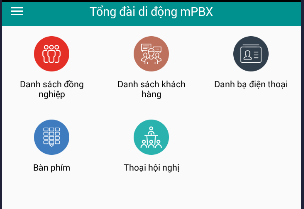 Tổng đài di động mPBX
Danh sách đồng nghiệp
Danh sách khách hàng
Danh bạ điện thoại
Bàn phím
Thoại hội nghị